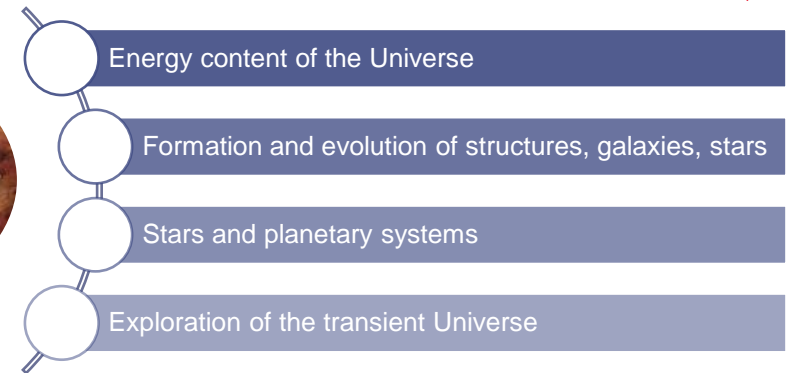 Energy content of the Universe
Formation and evolution of structures, galaxies, stars
Stars and planetary systems
Exploration of the transient Universe